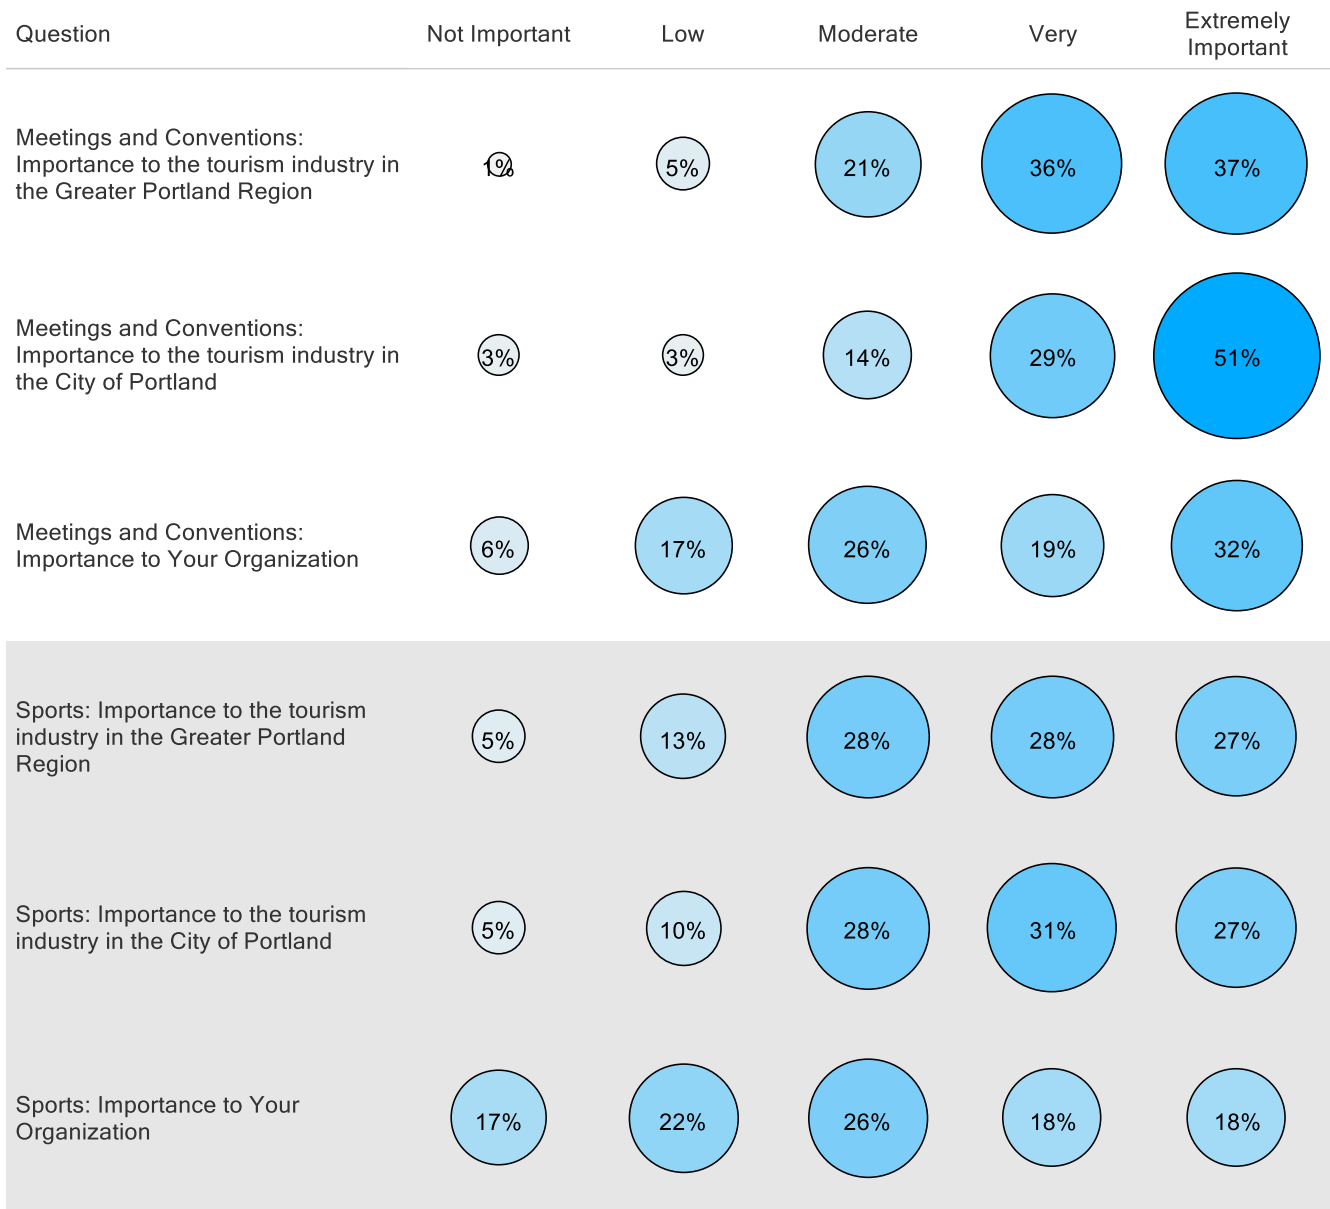 Question Not Important Low Moderate Very Extremely
Important
Meetings and Conventions:
Importance to the tourism industry in
the Greater Portland Region
1% 5% 21% 36% 37%
Meetings and Conventions:
Importance to the tourism industry in
the City of Portland
3% 3% 14% 29% 51%
Meetings and Conventions:
Importance to Your Organization
6% 17% 26% 19% 32%
Sports: Importance to the tourism
industry in the Greater Portland
Region
5% 13% 28% 28% 27%
Sports: Importance to the tourism
industry in the City of Portland
5% 10% 28% 31% 27%
Sports: Importance to Your
Organization
17% 22% 26% 18% 18%